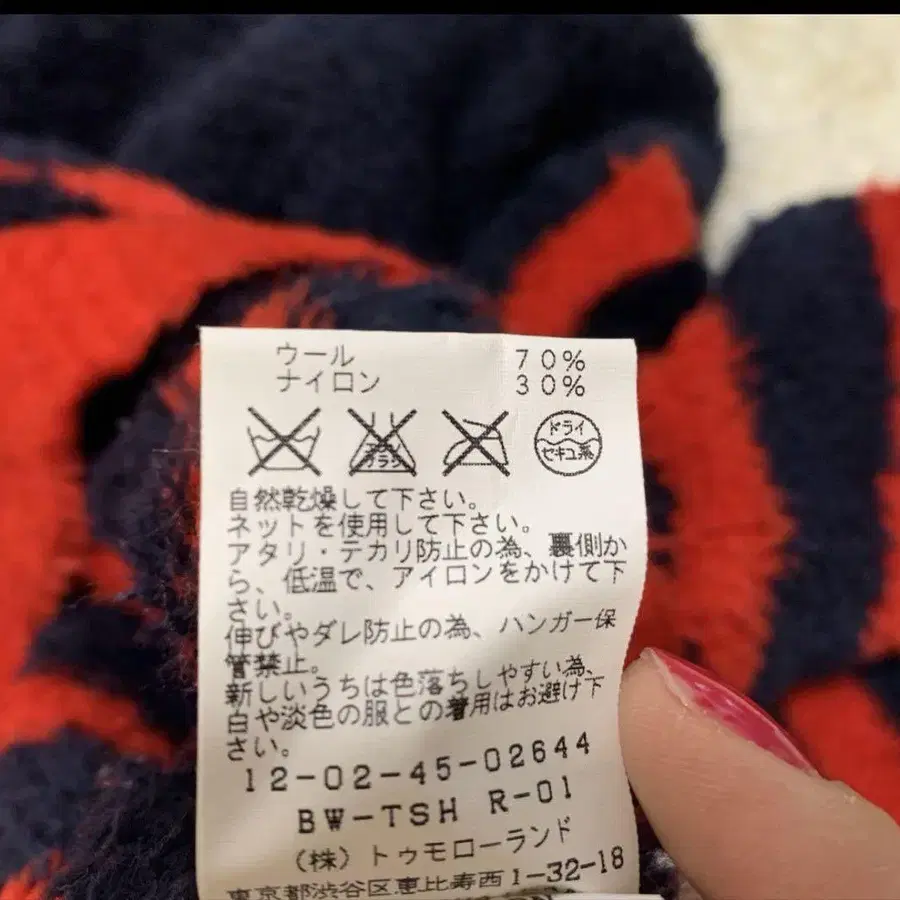 ウール 70%
ナイロン 30%
ドライ
セキユ系
自然乾燥して下さい。
ネットを使用して下さい。
アタリ・テカリ防止の為、裏側か
ら、低温で、アイロンをかけて下
さい。
伸びやダレ防止の為、ハンガー保
管禁止。
新しいうちは色落ちしやすい為、
白や淡色の服との着用はお避け下
さい。
12-02-45-02644
BW-TSH R-01
(株)トゥモローランド
東京都渋谷区恵比寿西1-32-18